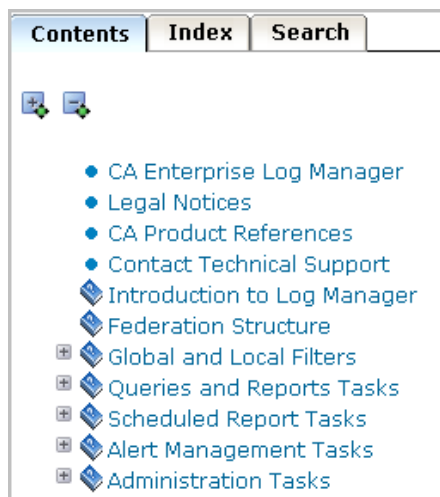 Contents Index Search
CA Enterprise Log Manager
Legal Notices
CA Product References
Contact Technical Support
Introduction to Log Manager
Federation Structure
Global and Local Filters
Queries and Reports Tasks
Scheduled Report Tasks
Alert Management Tasks
Administration Tasks